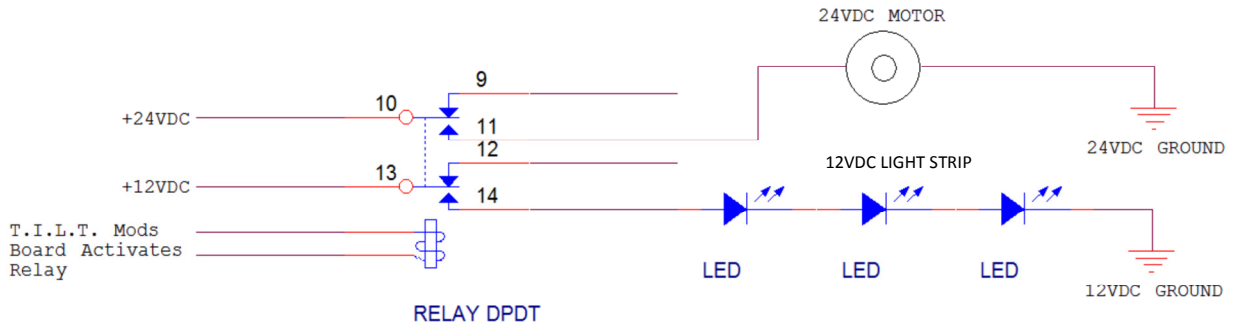 24VDC MOTOR
9
10
+24VDC
11
24VDC GROUND
12
12VDC LIGHT STRIP
13
+12VDC
14
T.I.L.T. Mods
Board Activates
Relay
LED LED LED
12VDC GROUND
RELAY DPDT